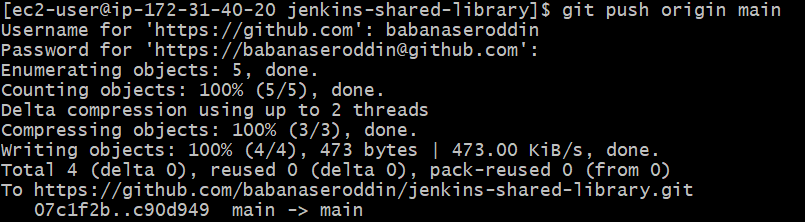 [ec2-user@ip-172-31-40-20 jenkins-shared-library]$ git push origin main
Username for 'https://github.com': babanaseroddin
Password for 'https://babanaseroddin@github.com':
Enumerating objects: 5, done.
Counting objects: 100% (5/5), done.
Delta compression using up to 2 threads
Compressing objects: 100% (3/3), done.
Writing objects: 100% (4/4), 473 bytes | 473.00 KiB/s, done.
Total 4 (delta 0), reused 0 (delta 0), pack-reused 0 (from 0)
To https://github.com/babanaseroddin/jenkins-shared-library.git
   07c1f2b..c90d949  main -> main